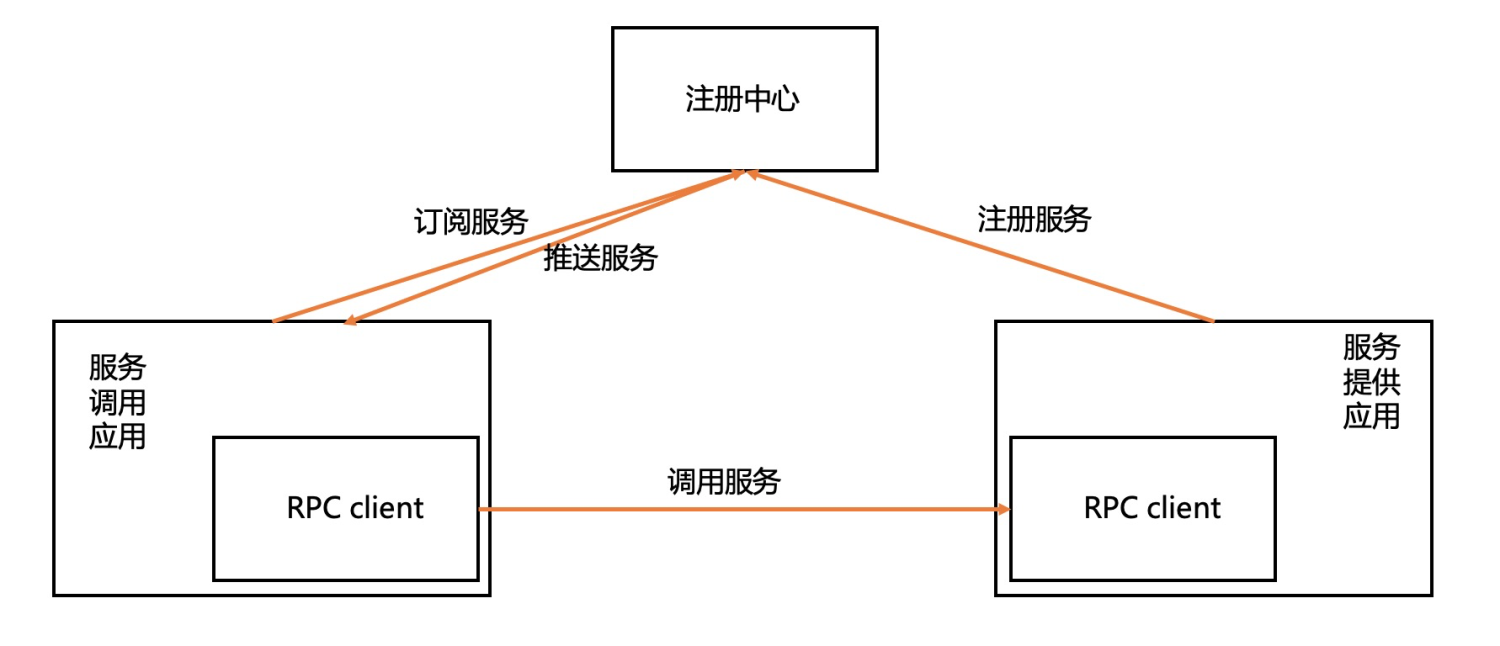 注册中心
订阅服务
注册服务
推送服务
服务
调用
应用
服务
提供
应用
调用服务
RPC client
RPC client